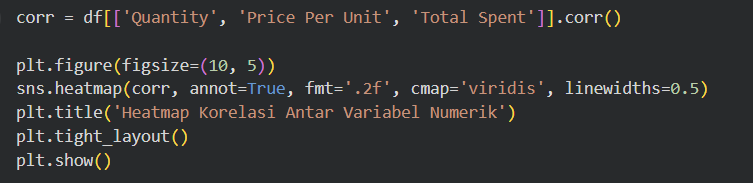 corr = df[['Quantity', 'Price Per Unit', 'Total Spent']].corr()
plt.figure(figsize=(10, 5))
sns.heatmap(corr, annot=True, fmt='.2f', cmap='viridis', linewidths=0.5)
plt.title('Heatmap Korelasi Antar Variabel Numerik')
plt.tight_layout()
plt.show()